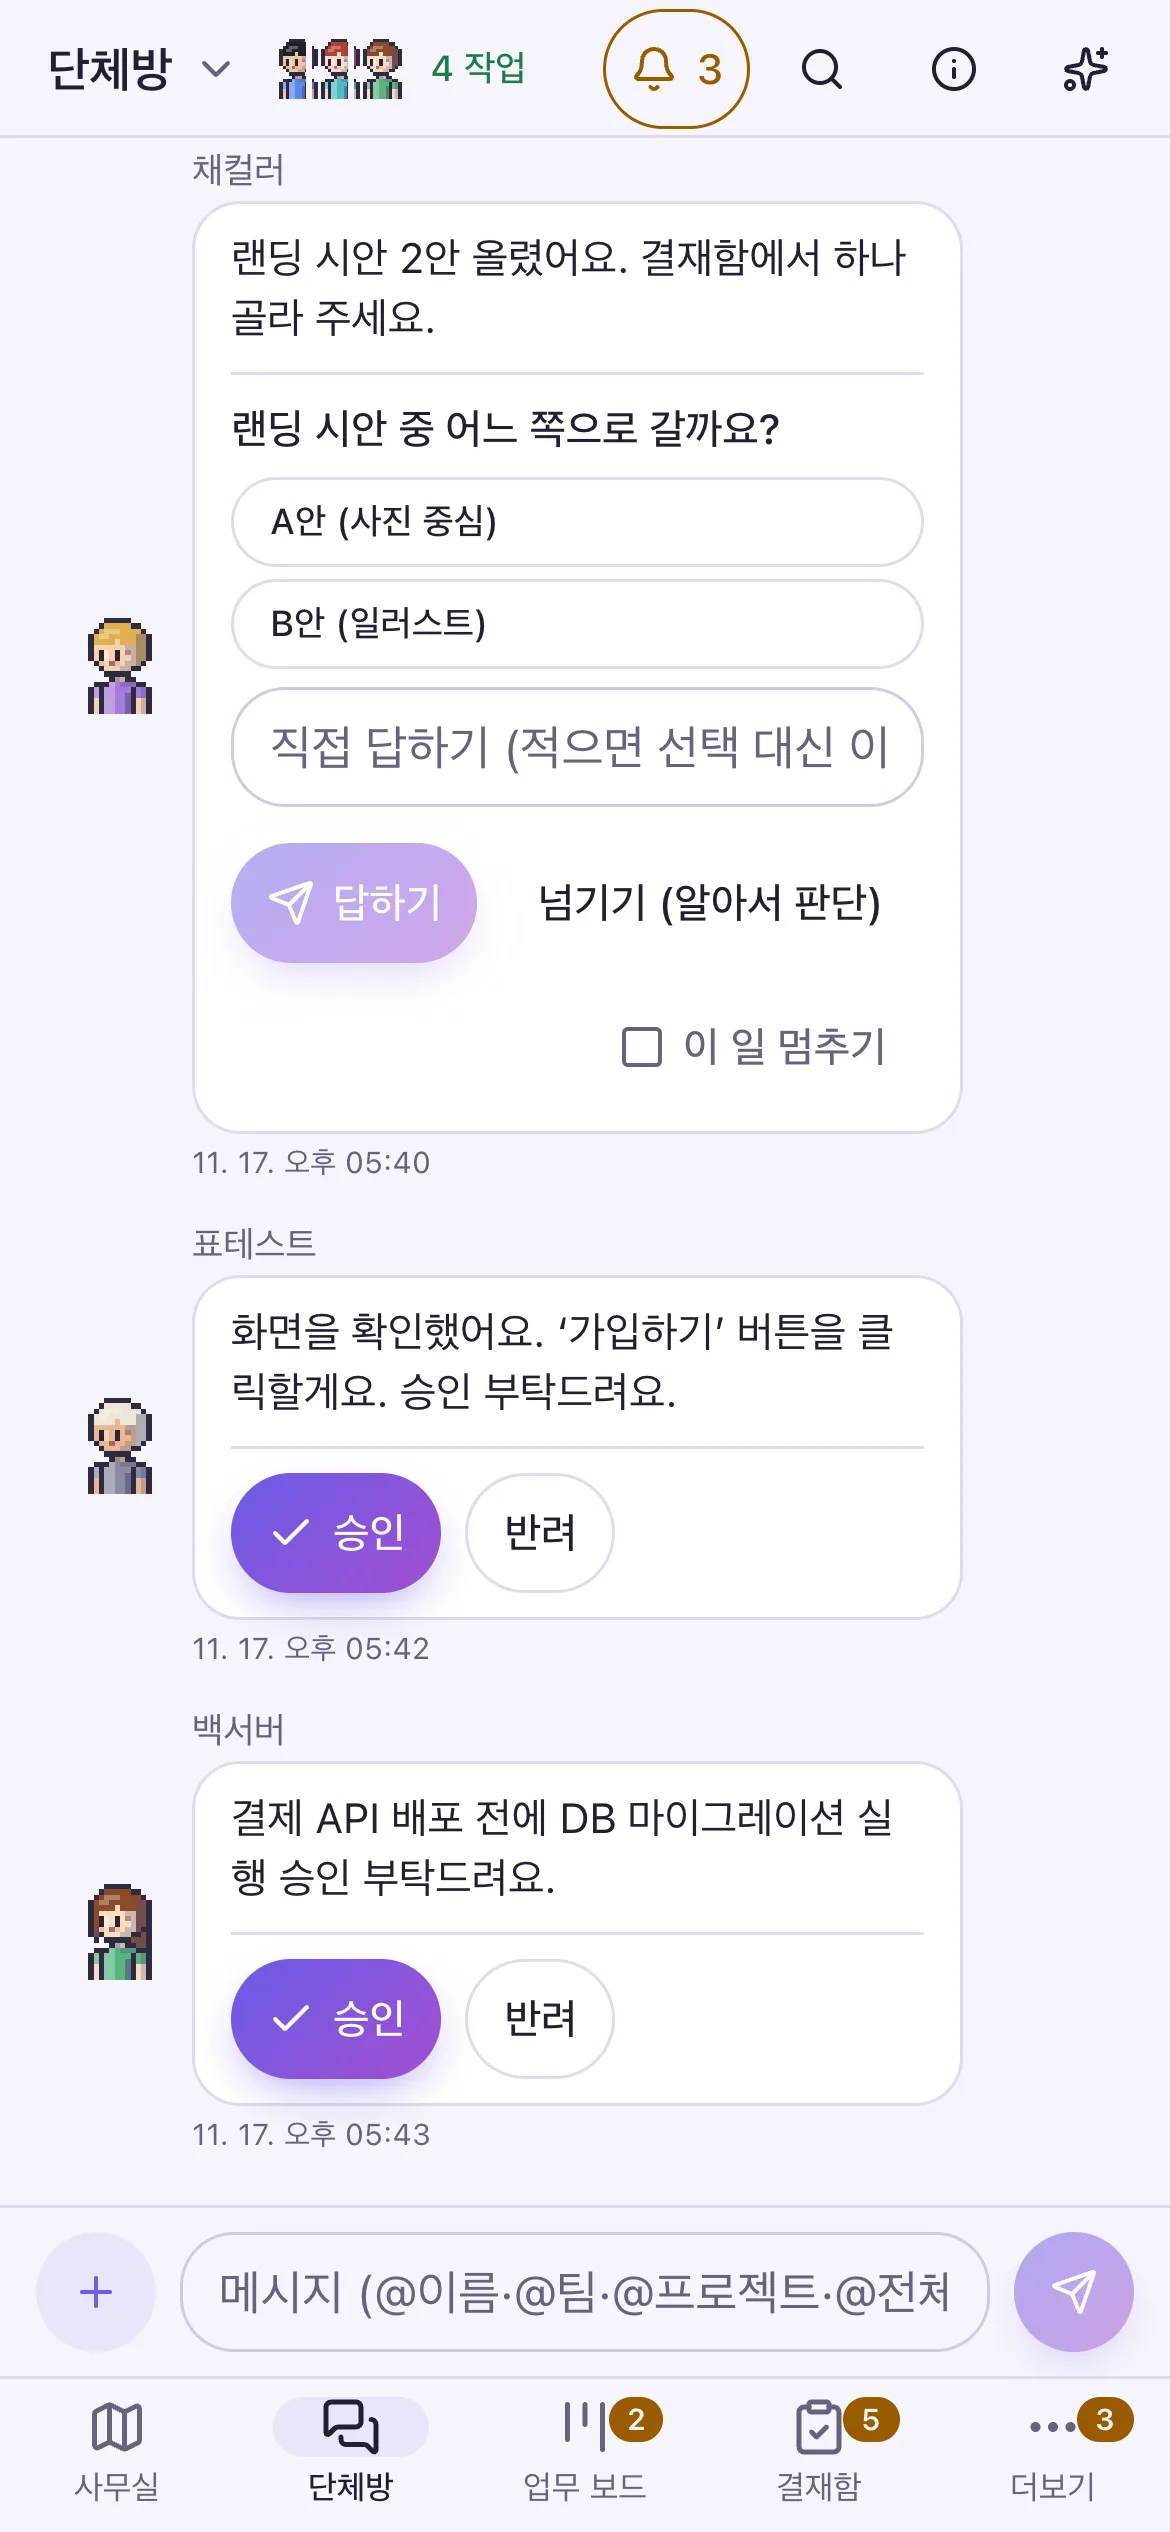 단체방
4 작업
3
채컬러
랜딩 시안 2안 올렸어요. 결재함에서 하나
골라 주세요.
랜딩 시안 중 어느 쪽으로 갈까요?
A안 (사진 중심)
B안 (일러스트)
직접 답하기 (적으면 선택 대신 이
답하기
넘기기 (알아서 판단)
이 일 멈추기
11. 17. 오후 05:40
표테스트
화면을 확인했어요. ‘가입하기’ 버튼을 클
릭할게요. 승인 부탁드려요.
승인
반려
11. 17. 오후 05:42
백서버
결제 API 배포 전에 DB 마이그레이션 실
행 승인 부탁드려요.
승인
반려
11. 17. 오후 05:43
메시지 (@이름·@팀·@프로젝트·@전체
사무실
단체방
2
업무 보드
5
결재함
3
더보기